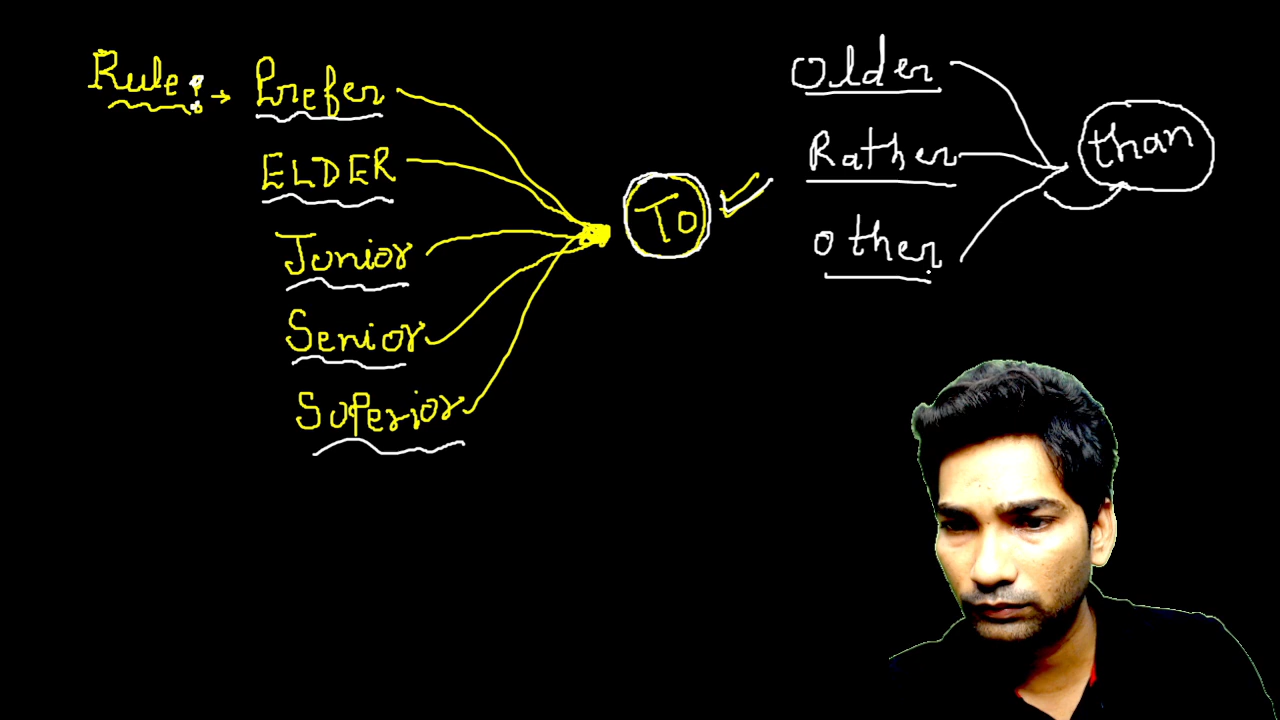 Rule: → Prefer
ELDER
Junior
Senior
Superior
To
Older
Rather
other
than